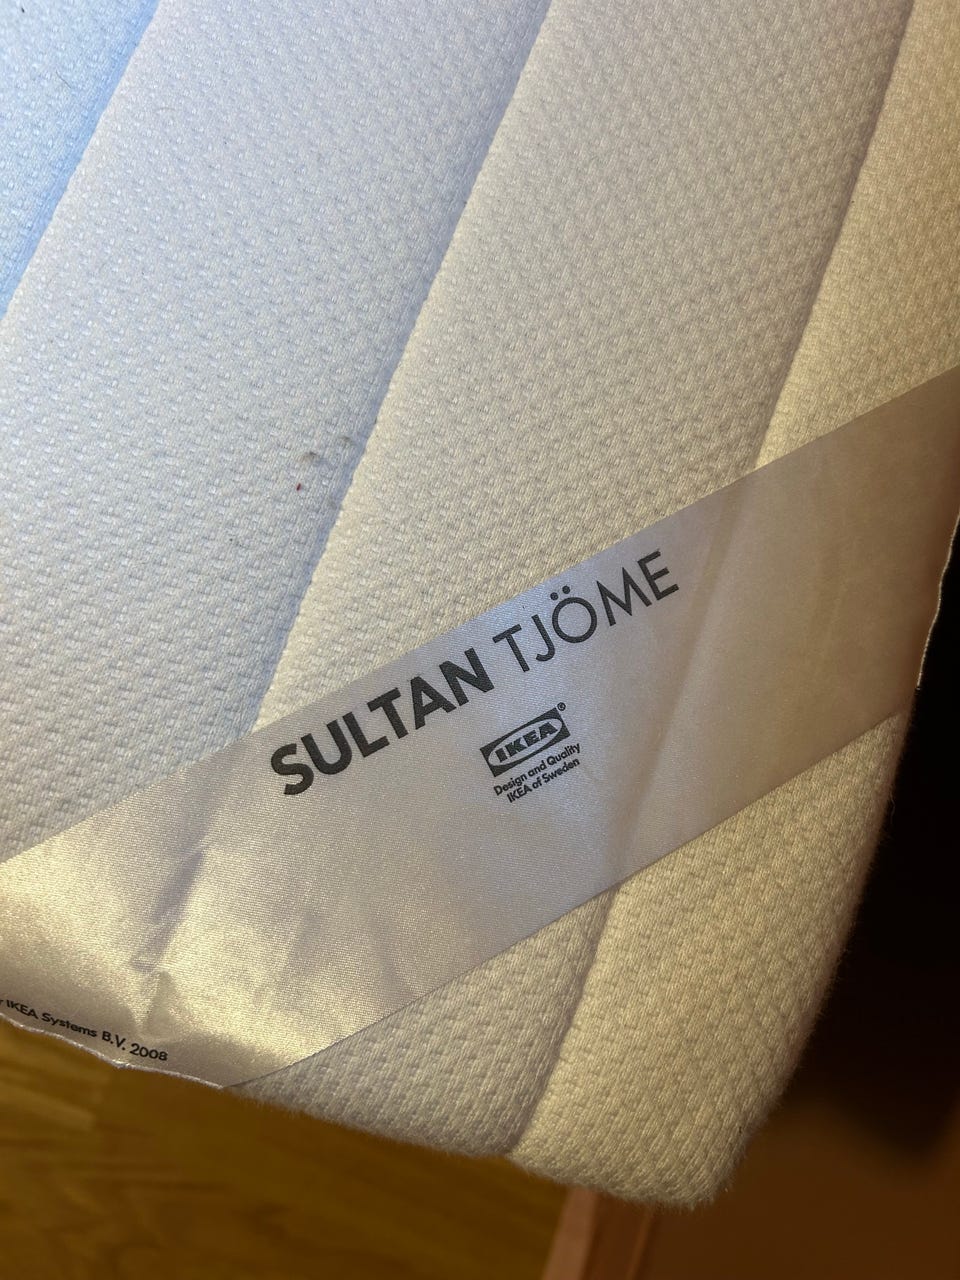 SULTAN TJÖME
IKEA®
Design and Quality
IKEA of Sweden
IKEA Systems B.V. 2008